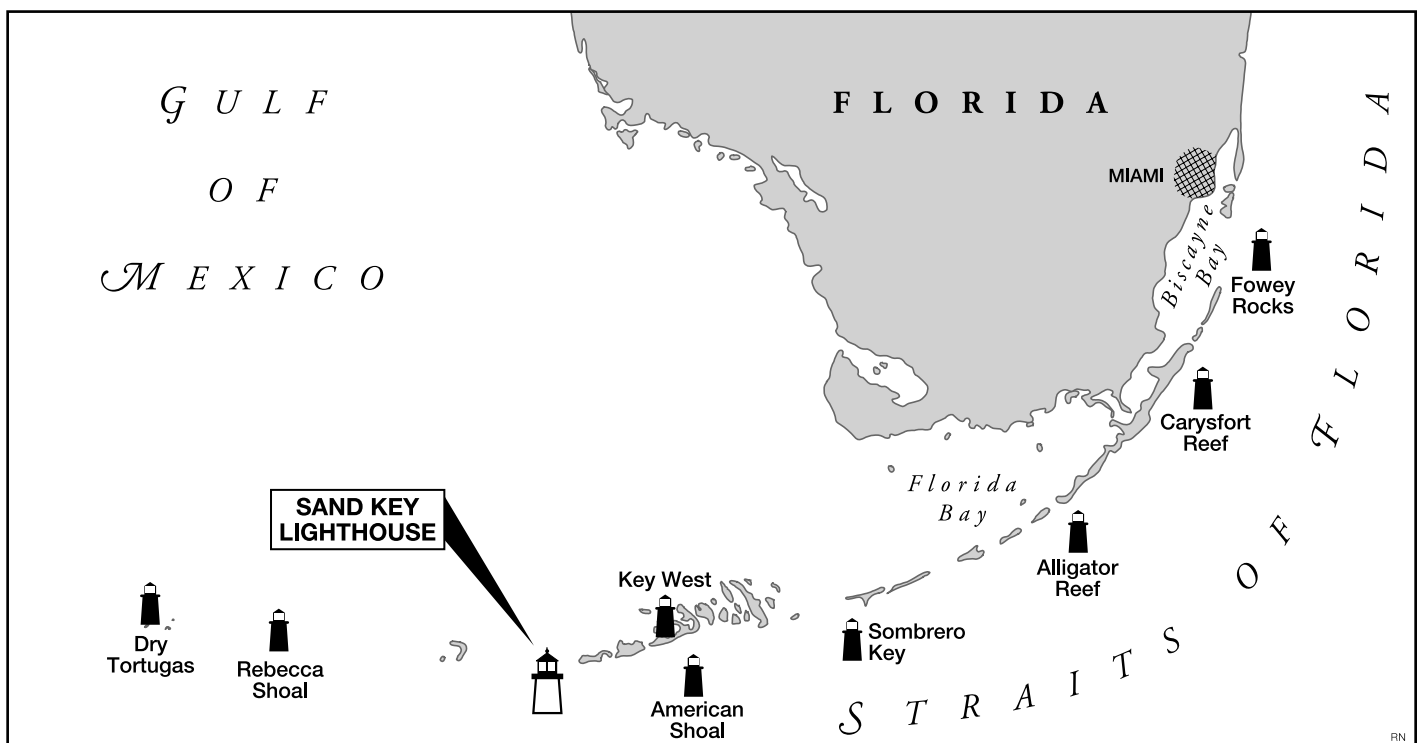 GULF
OF
MEXICO
FLORIDA
MIAMI
Biscayne
Bay
Fowey
Rocks
Carysfort
Reef
Florida
Bay
Alligator
Reef
SAND KEY
LIGHTHOUSE
Key West
Sombrero
Key
Dry
Tortugas
Rebecca
Shoal
American
Shoal
STRAITS OF FLORIDA
RN